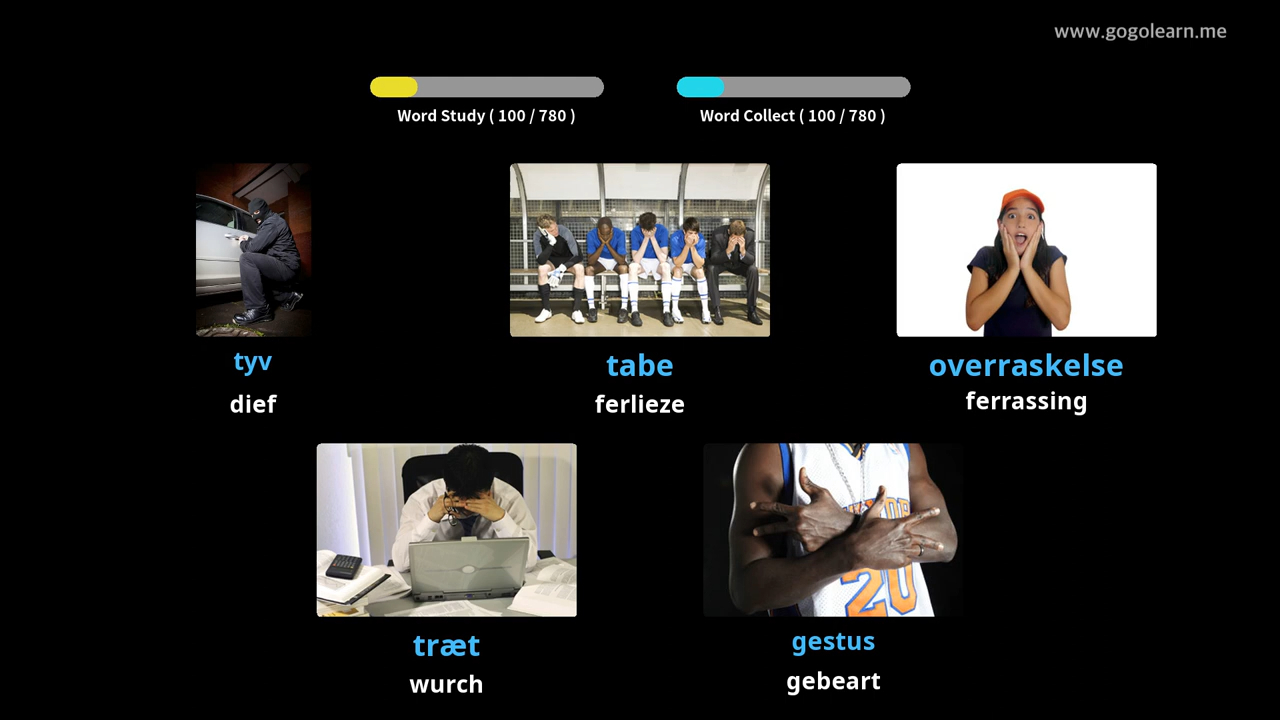 www.gogolearn.me
Word Study ( 100 / 780 )
Word Collect ( 100 / 780 )
tyv
dief
tabe
ferlieze
overraskelse
ferrassing
træt
wurch
gestus
gebeart
20